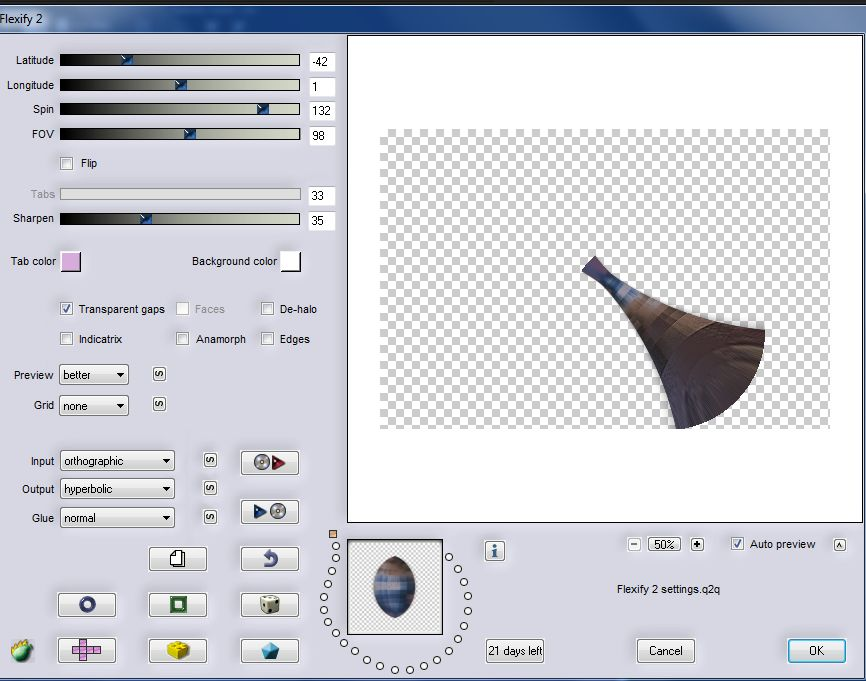 Flexify 2
Latitude -42
Longitude 1
Spin 132
FOV 98
Flip
Tabs 33
Sharpen 35
Tab color Background color
Transparent gaps Faces De-halo
Indicatrix Anamorph Edges
Preview better S
Grid none S
Input orthographic S
Output hyperbolic S
Glue normal S
i
− 50% + Auto preview
Flexify 2 settings.q2q
21 days left Cancel OK